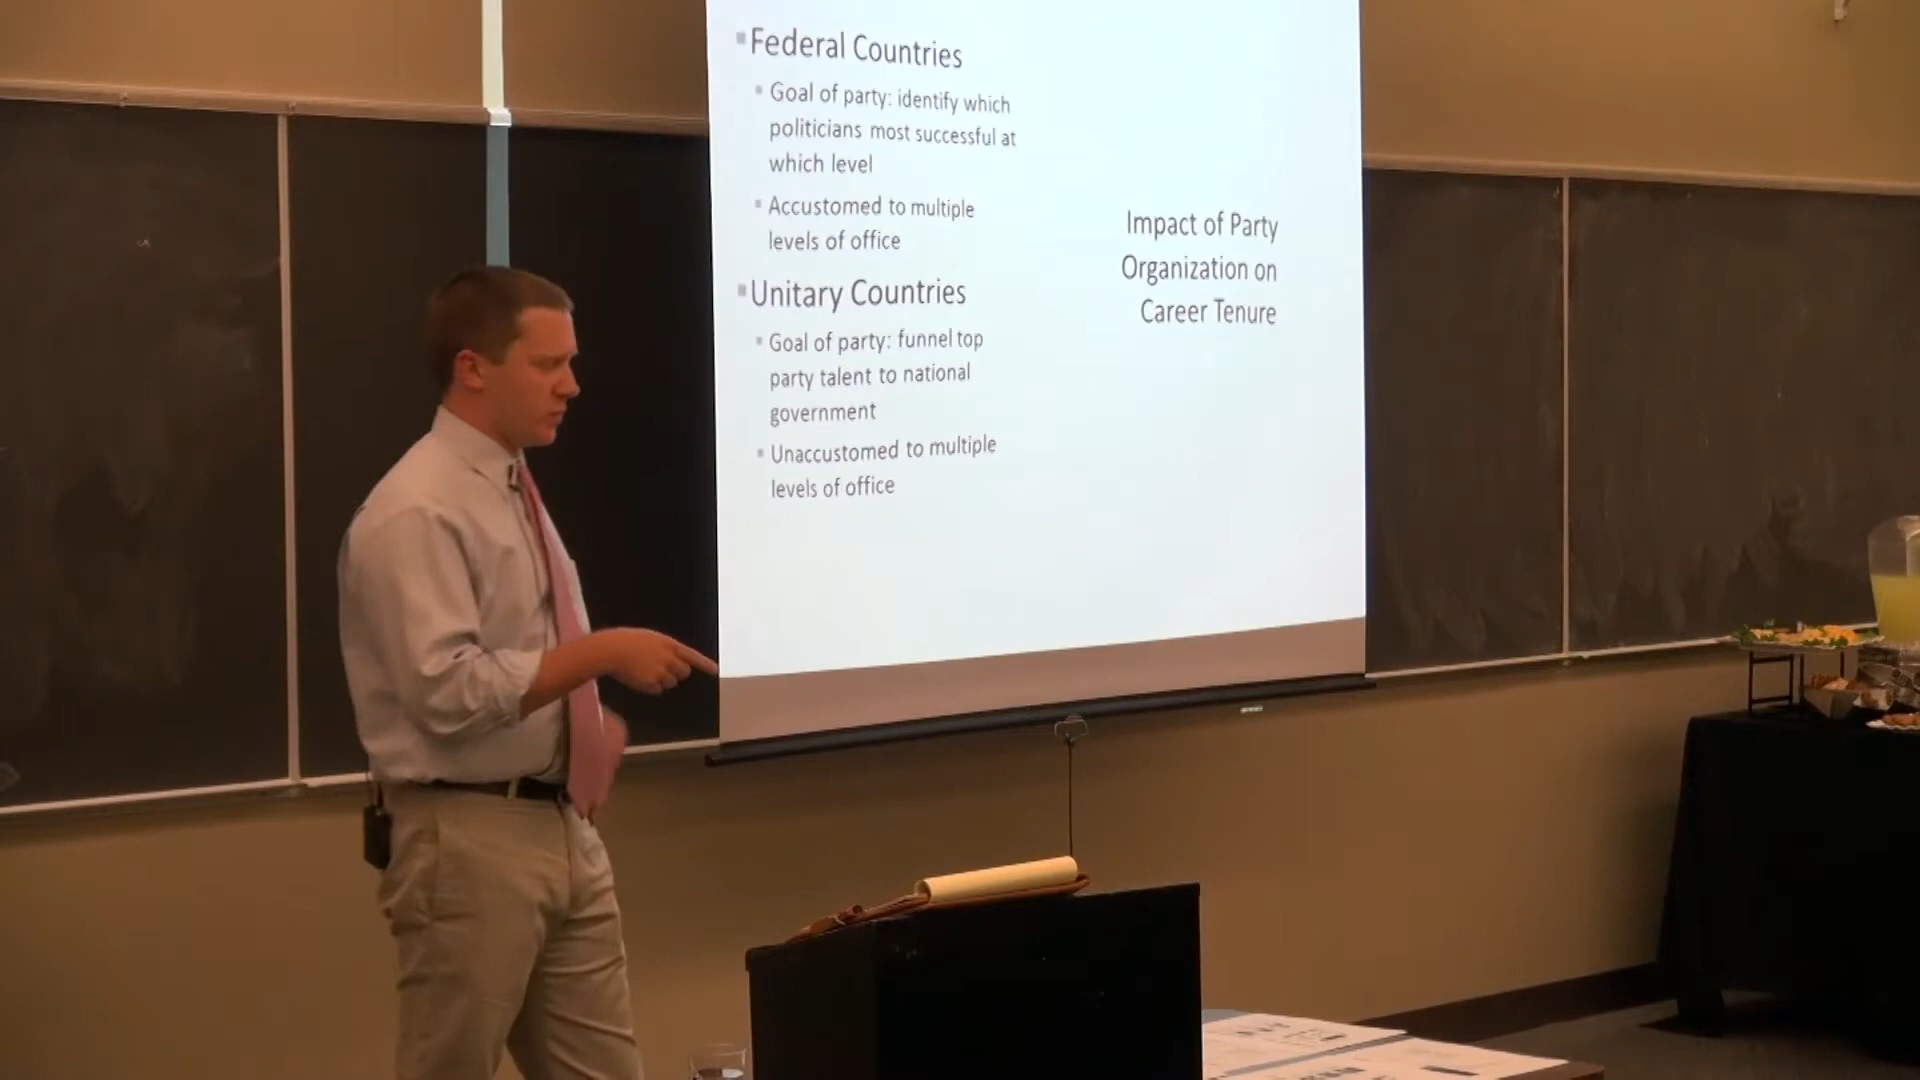 Federal Countries
Goal of party: identify which
politicians most successful at
which level
Accustomed to multiple
levels of office
Unitary Countries
Goal of party: funnel top
party talent to national
government
Unaccustomed to multiple
levels of office
Impact of Party
Organization on
Career Tenure